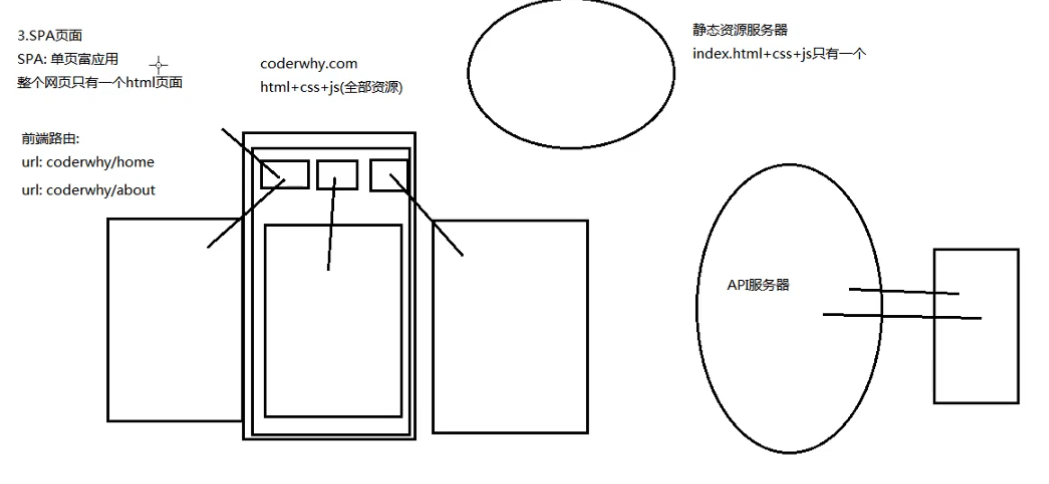 3.SPA页面
SPA: 单页富应用
整个网页只有一个html页面
coderwhy.com
html+css+js(全部资源)
静态资源服务器
index.html+css+js只有一个
前端路由:
url: coderwhy/home
url: coderwhy/about
API服务器